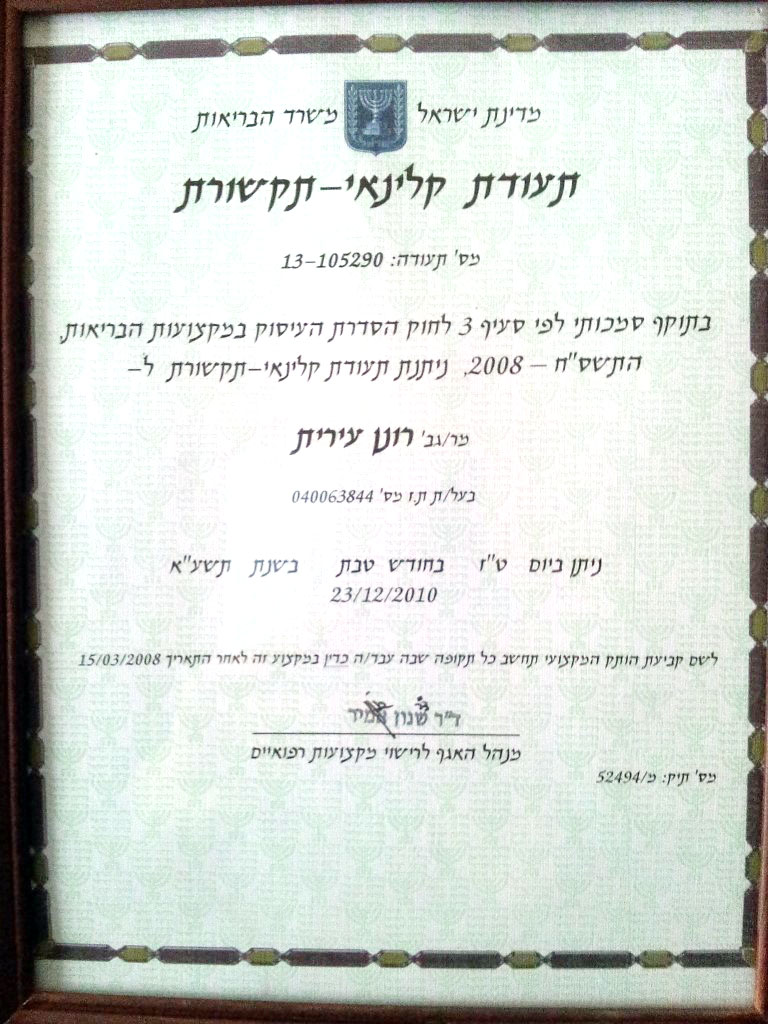 מדינת ישראל משרד הבריאות
תעודת קלינאי-תקשורת
מס' תעודה: 13-105290
בתוקף סמכותי לפי סעיף 3 לחוק הסדרת העיסוק במקצועות הבריאות,
התשס"ח - 2008, ניתנת תעודת קלינאי-תקשורת ל-
מר/גב' רונן עירית
בעל/ת ת.ז מס' 040063844
ניתן ביום ט"ז בחודש טבת בשנת תשע"א
23/12/2010
לשם קביעת הותק המקצועי תחשב כל תקופה שבה עבד/ה כדין במקצוע זה לאחר התאריך 15/03/2008
ד"ר שנון אמיר
מנהל האגף לרישוי מקצועות רפואיים
מס' תיק: מ/52494